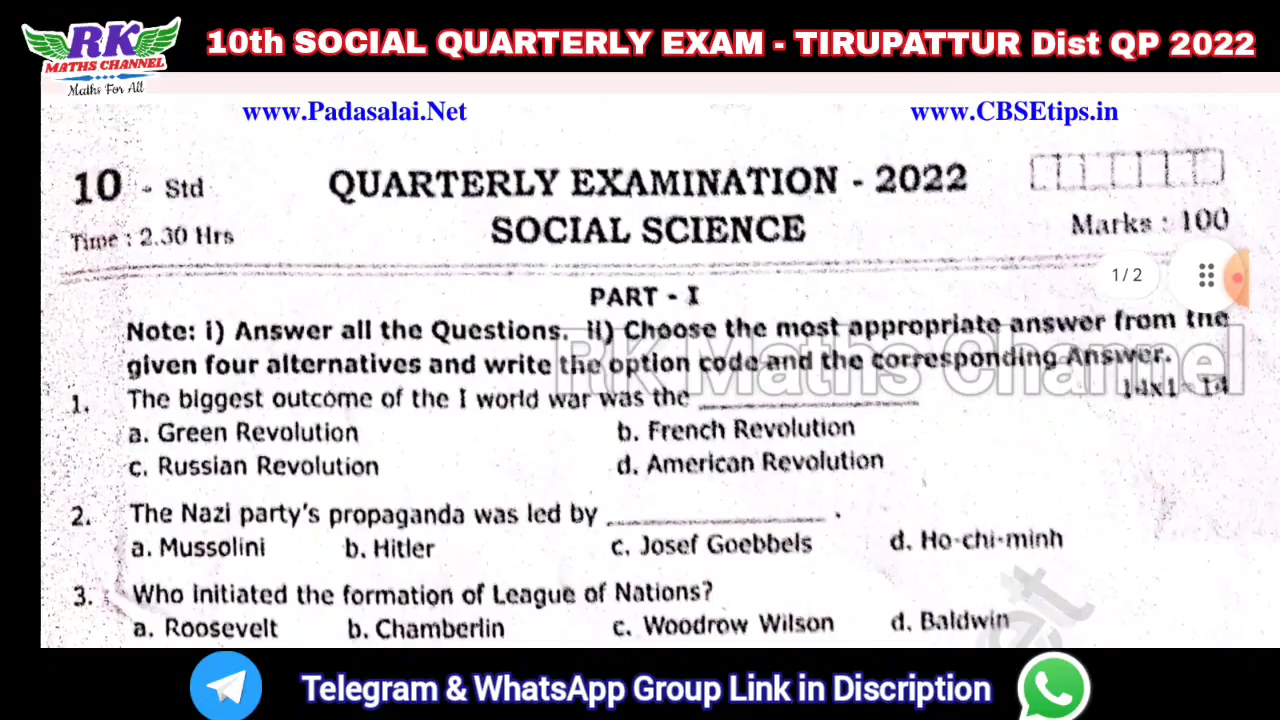 RK
MATHS CHANNEL
Maths For All
10th SOCIAL QUARTERLY EXAM - TIRUPATTUR Dist QP 2022
www.Padasalai.Net www.CBSEtips.in
10 - Std QUARTERLY EXAMINATION - 2022
SOCIAL SCIENCE
Time : 2.30 Hrs Marks : 100
1 / 2
PART - I
Note: i) Answer all the Questions. ii) Choose the most appropriate answer from the
given four alternatives and write the option code and the corresponding Answer.
RK Maths Channel
14x1=14
1. The biggest outcome of the I world war was the ____________
a. Green Revolution b. French Revolution
c. Russian Revolution d. American Revolution
2. The Nazi party's propaganda was led by ____________ .
a. Mussolini b. Hitler c. Josef Goebbels d. Ho-chi-minh
3. Who initiated the formation of League of Nations?
a. Roosevelt b. Chamberlin c. Woodrow Wilson d. Baldwin
Telegram & WhatsApp Group Link in Discription